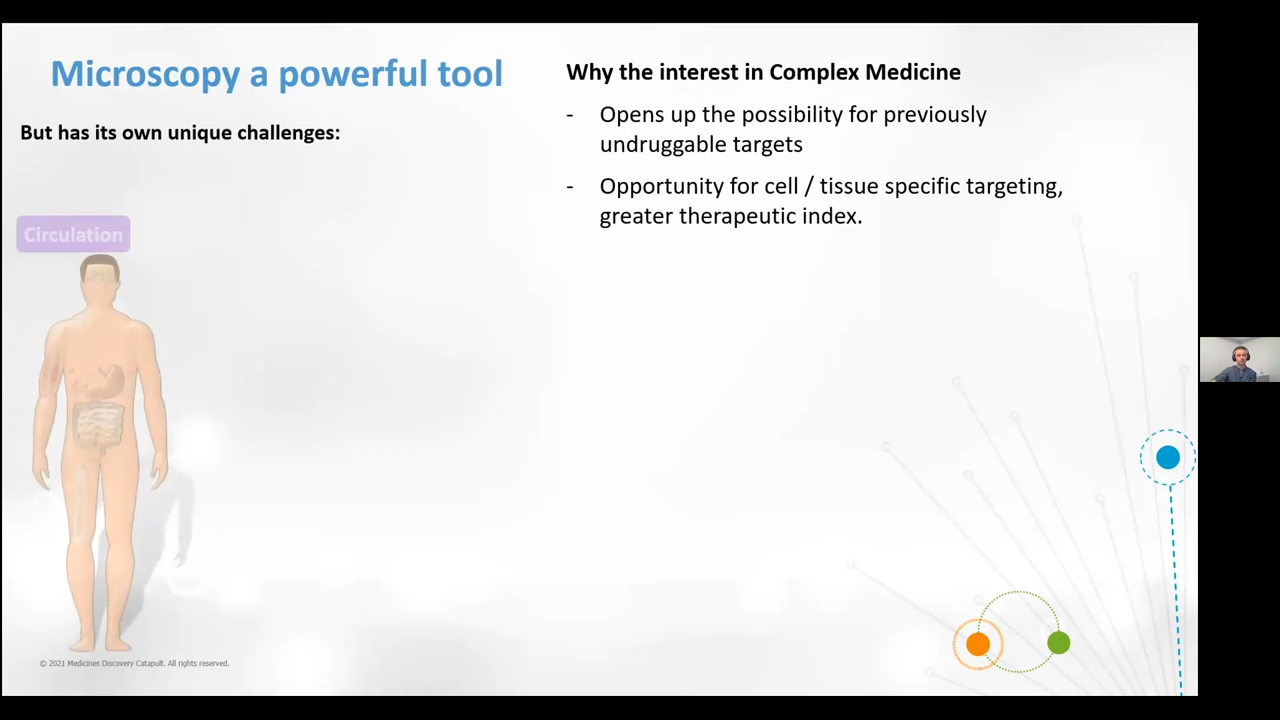 Microscopy a powerful tool
But has its own unique challenges:
Circulation
Why the interest in Complex Medicine
- Opens up the possibility for previously
undruggable targets
- Opportunity for cell / tissue specific targeting,
greater therapeutic index.
© 2021 Medicines Discovery Catapult. All rights reserved.